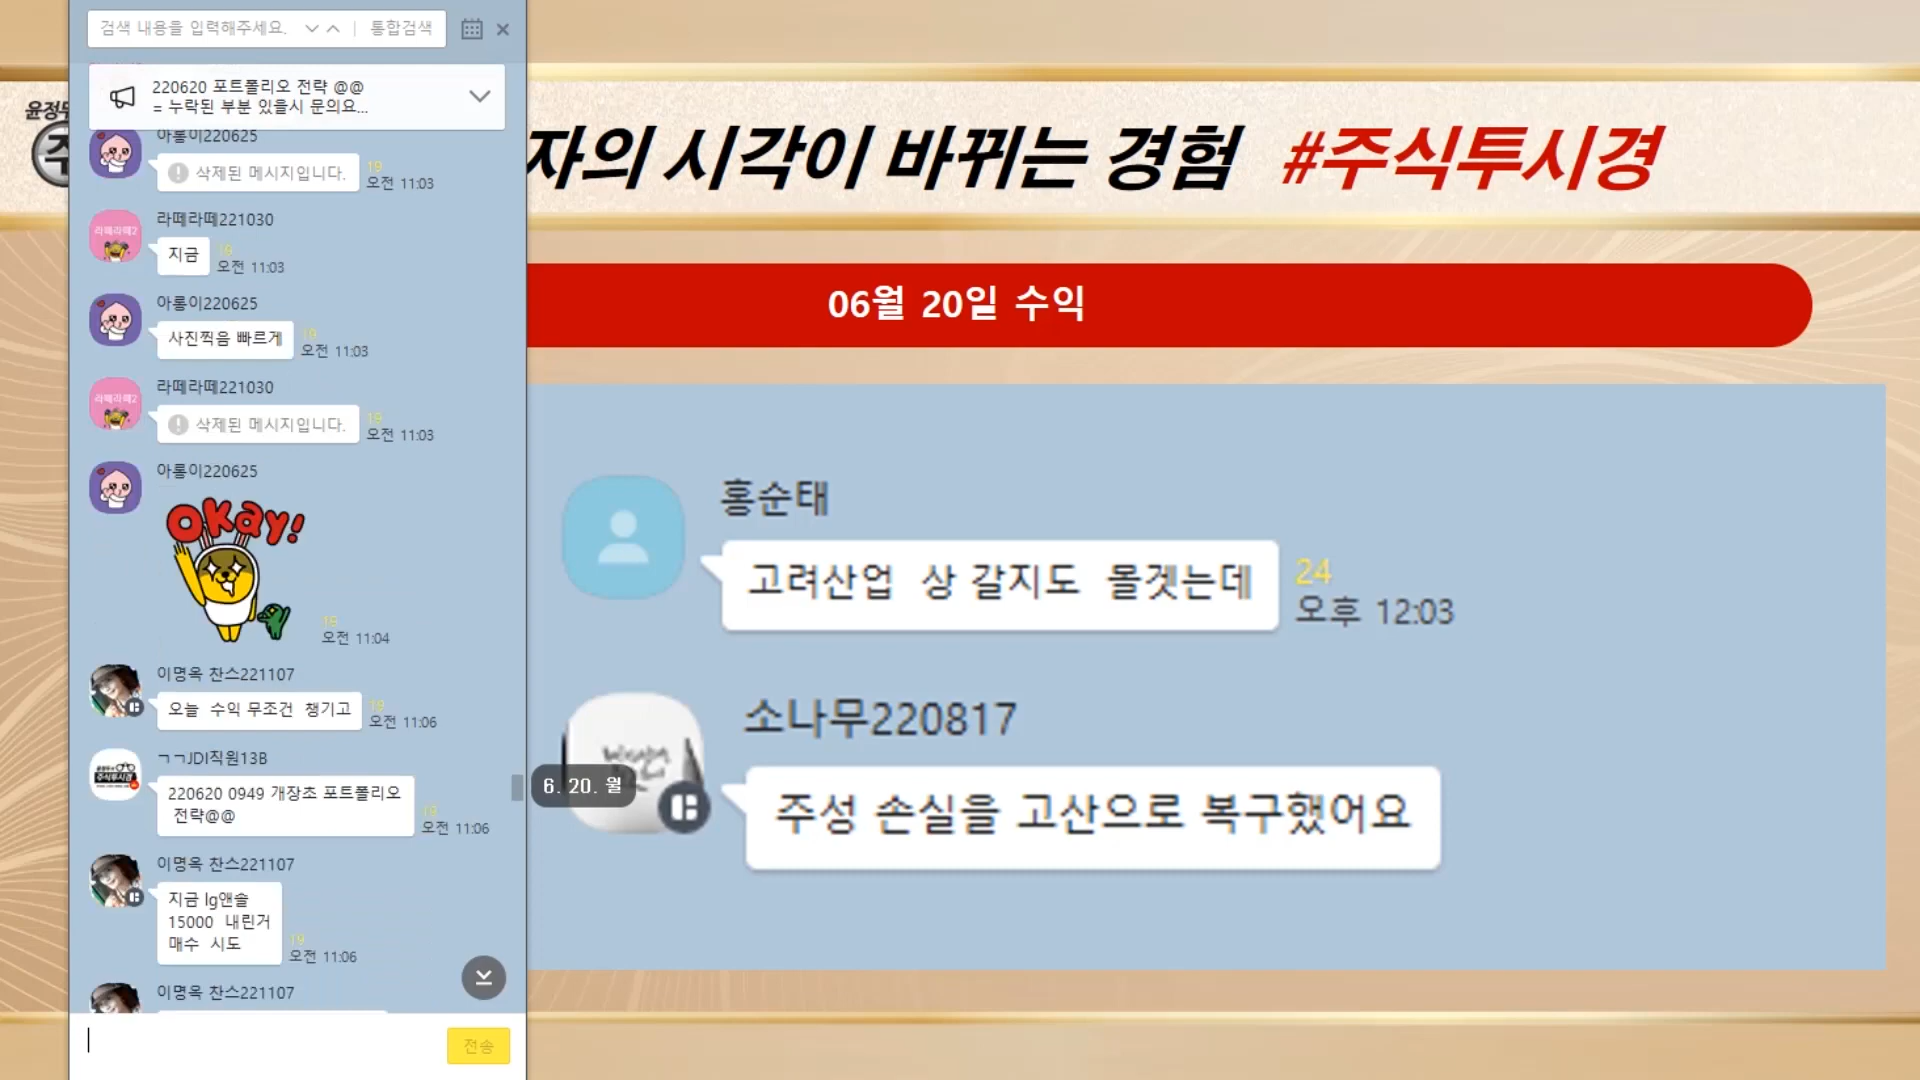 검색 내용을 입력해주세요.
통합검색
220620 포트폴리오 전략 @@
= 누락된 부분 있을시 문의요...
아롱이220625
삭제된 메시지입니다.
19
오전 11:03
라떼라떼221030
지금
19
오전 11:03
아롱이220625
사진찍음 빠르게
19
오전 11:03
라떼라떼221030
삭제된 메시지입니다.
19
오전 11:03
아롱이220625
OKay!
오전 11:04
이명옥 찬스221107
오늘 수익 무조건 챙기고
19
오전 11:06
ㄱㄱJDI직원13B
220620 0949 개장초 포트폴리오
전략@@
19
오전 11:06
이명옥 찬스221107
지금 lg앤솔
15000 내린거
매수 시도
19
오전 11:06
이명옥 찬스221107
전송
자의 시각이 바뀌는 경험 #주식투시경
06월 20일 수익
홍순태
고려산업 상 갈지도 몰겟는데
24
오후 12:03
소나무220817
주성 손실을 고산으로 복구했어요
6. 20. 월